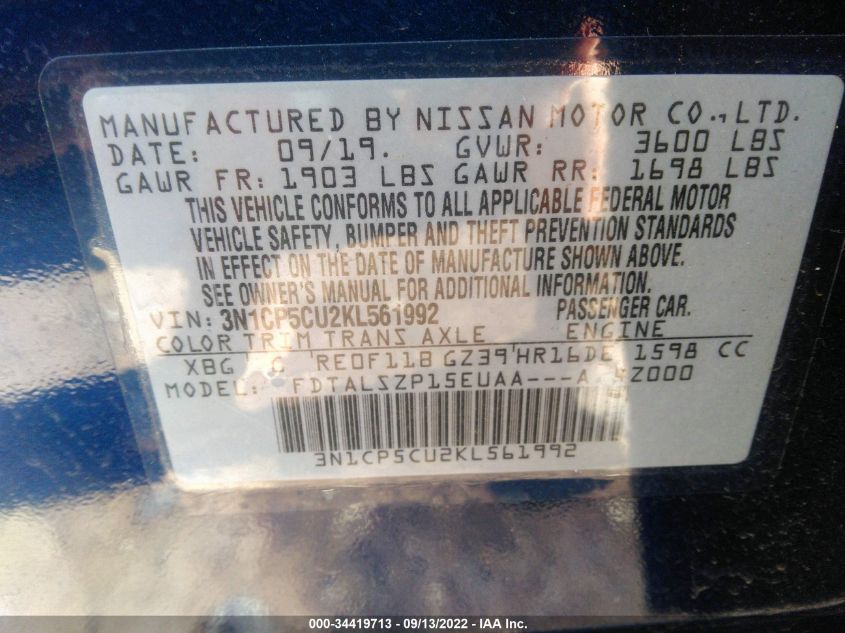 MANUFACTURED BY NISSAN MOTOR CO.,LTD.
DATE: 09/19. GVWR: 3600 LBS
GAWR FR: 1903 LBS GAWR RR: 1698 LBS
THIS VEHICLE CONFORMS TO ALL APPLICABLE FEDERAL MOTOR
VEHICLE SAFETY, BUMPER AND THEFT PREVENTION STANDARDS
IN EFFECT ON THE DATE OF MANUFACTURE SHOWN ABOVE.
SEE OWNER'S MANUAL FOR ADDITIONAL INFORMATION.
VIN: 3N1CP5CU2KL561992 PASSENGER CAR.
COLOR TRIM TRANS AXLE ENGINE
XBG G RE0F11B GZ39 HR16DE 1598 CC
MODEL: FDTALSZP15EUAA---A 4Z000
3N1CP5CU2KL561992
000-34419713 - 09/13/2022 - IAA Inc.